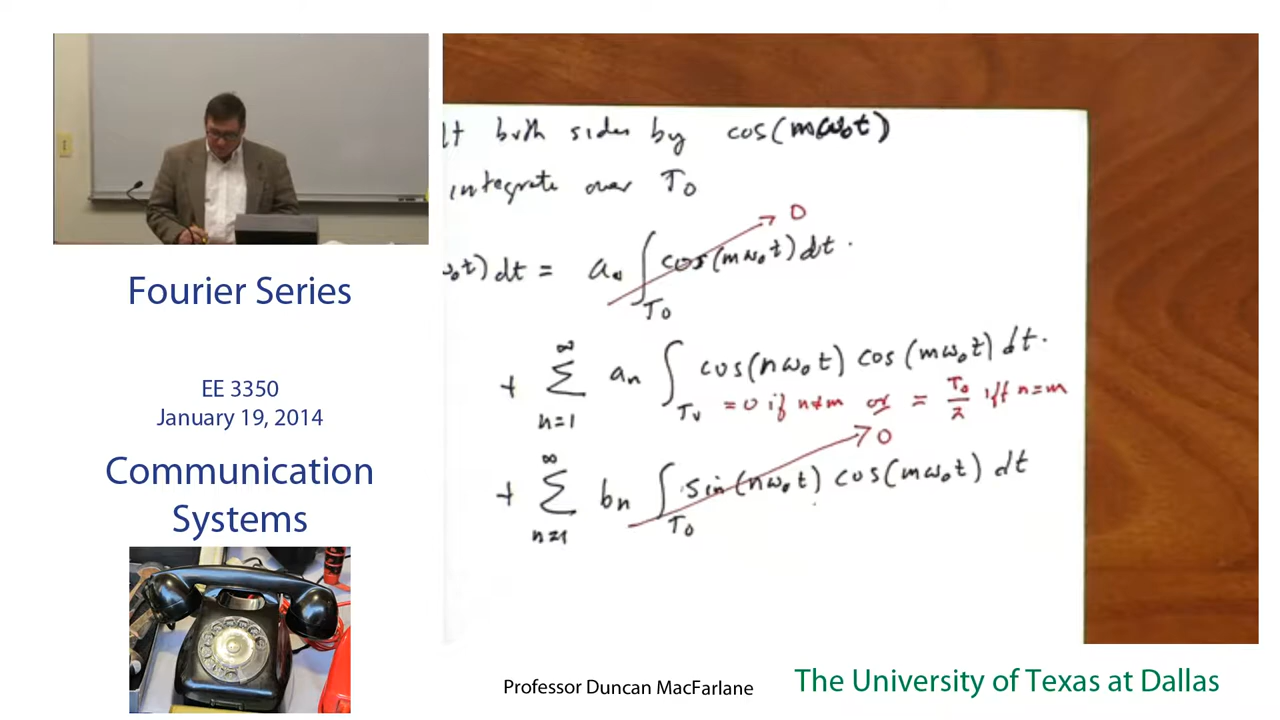 lt both sides by cos(mω₀t)
integrate over T₀
ω₀t) dt = a₀ ∫T₀ cos(mω₀t) dt. → 0
+ ∞ Σ n=1 aₙ ∫T₀ cos(nω₀t) cos(mω₀t) dt.
= 0 if n≠m or = T₀/2 iff n=m
+ ∞ Σ n=1 bₙ ∫T₀ sin(nω₀t) cos(mω₀t) dt → 0
Fourier Series
EE 3350
January 19, 2014
Communication
Systems
Professor Duncan MacFarlane
The University of Texas at Dallas